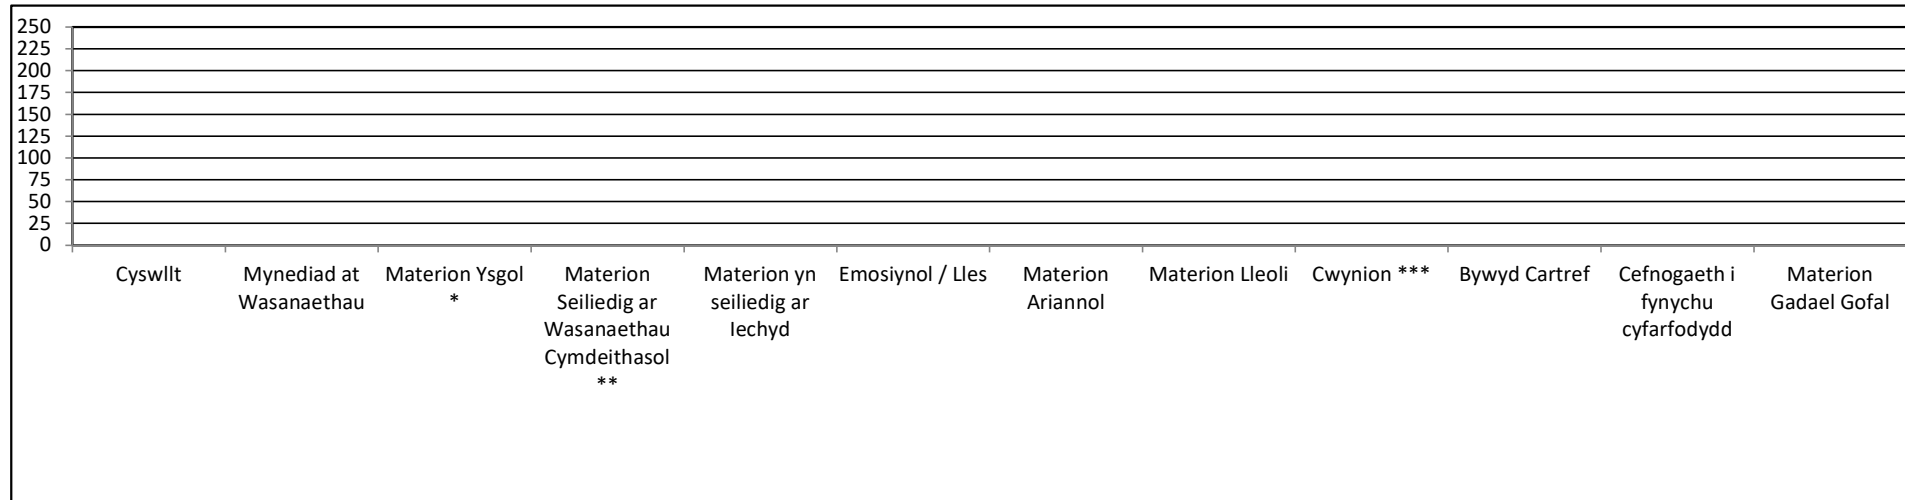 250
225
200
175
150
125
100
75
50
25
0
Cyswllt
Mynediad at
Wasanaethau
Materion Ysgol
*
Materion
Seiliedig ar
Wasanaethau
Cymdeithasol
**
Materion yn
seiliedig ar
Iechyd
Emosiynol / Lles
Materion
Ariannol
Materion Lleoli
Cwynion ***
Bywyd Cartref
Cefnogaeth i
fynychu
cyfarfodydd
Materion
Gadael Gofal